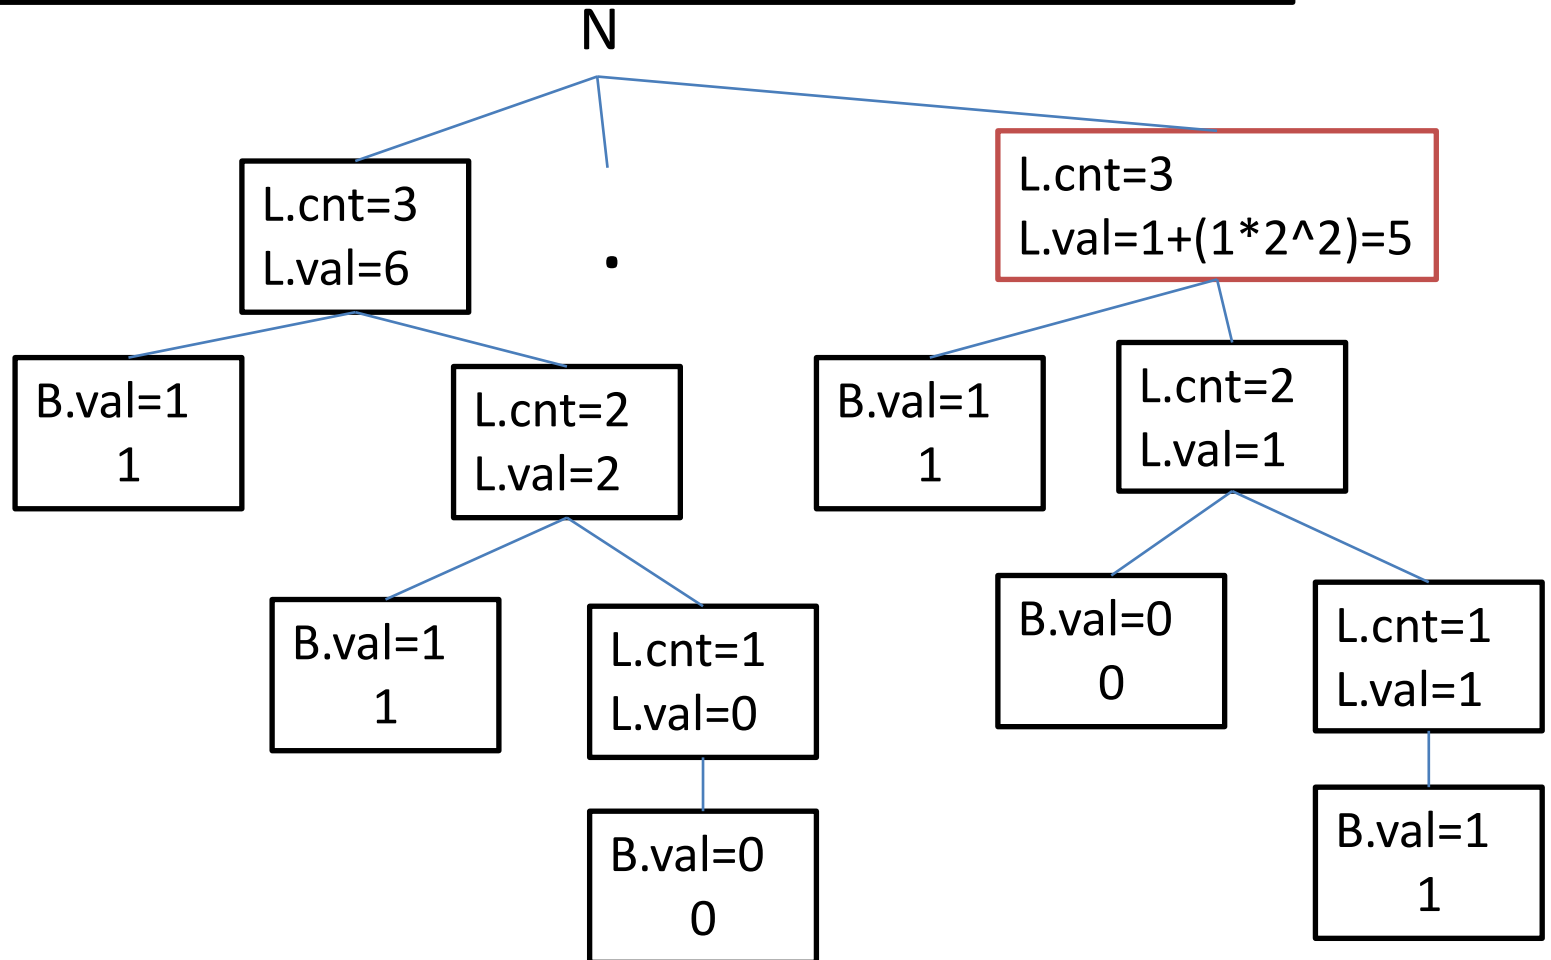 N
L.cnt=3
L.val=6
.
L.cnt=3
L.val=1+(1*2^2)=5
B.val=1
1
L.cnt=2
L.val=2
B.val=1
1
L.cnt=2
L.val=1
B.val=1
1
L.cnt=1
L.val=0
B.val=0
0
L.cnt=1
L.val=1
B.val=0
0
B.val=1
1